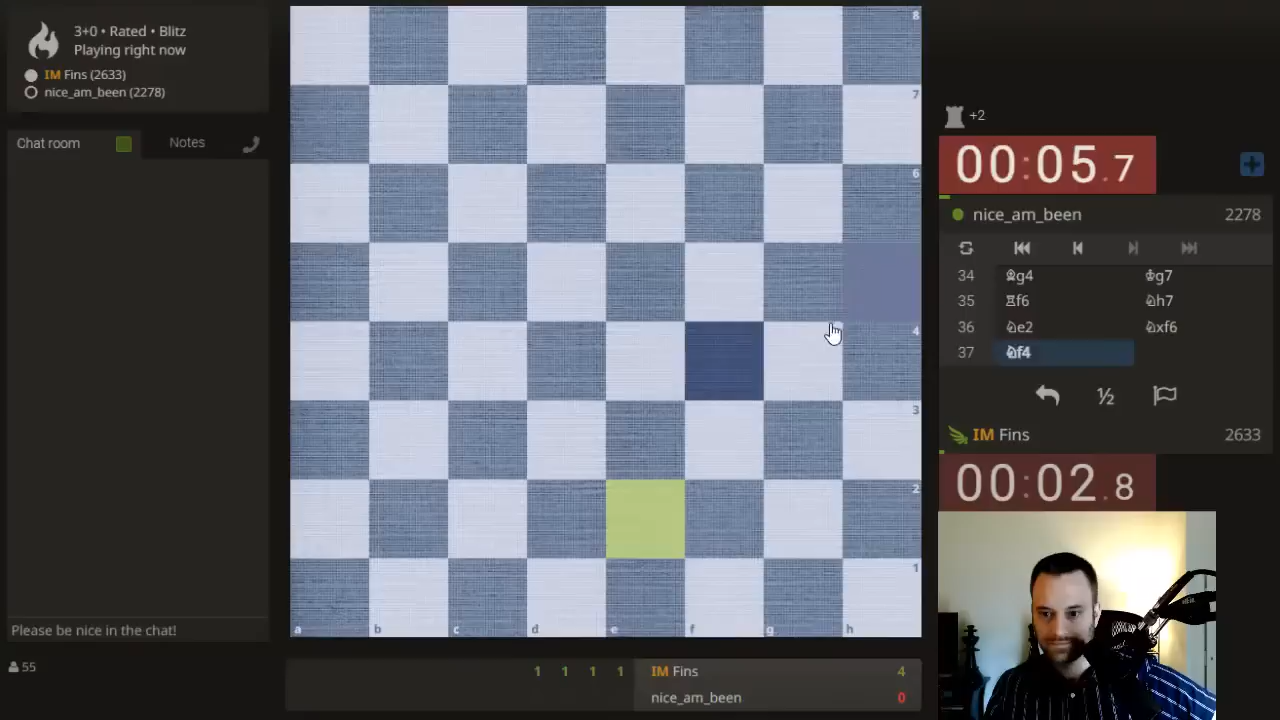 3+0 • Rated • Blitz
Playing right now
IM Fins (2633)
nice_am_been (2278)
Chat room
Notes
Please be nice in the chat!
55
8
7
6
5
4
3
2
1
a b c d e f g h
1 1 1 1 IM Fins 4
nice_am_been 0
+2
00:05.7
nice_am_been 2278
34 ♗g4 ♔g7
35 ♖f6 ♘h7
36 ♘e2 ♘xf6
37 ♘f4
½
IM Fins 2633
00:02.8